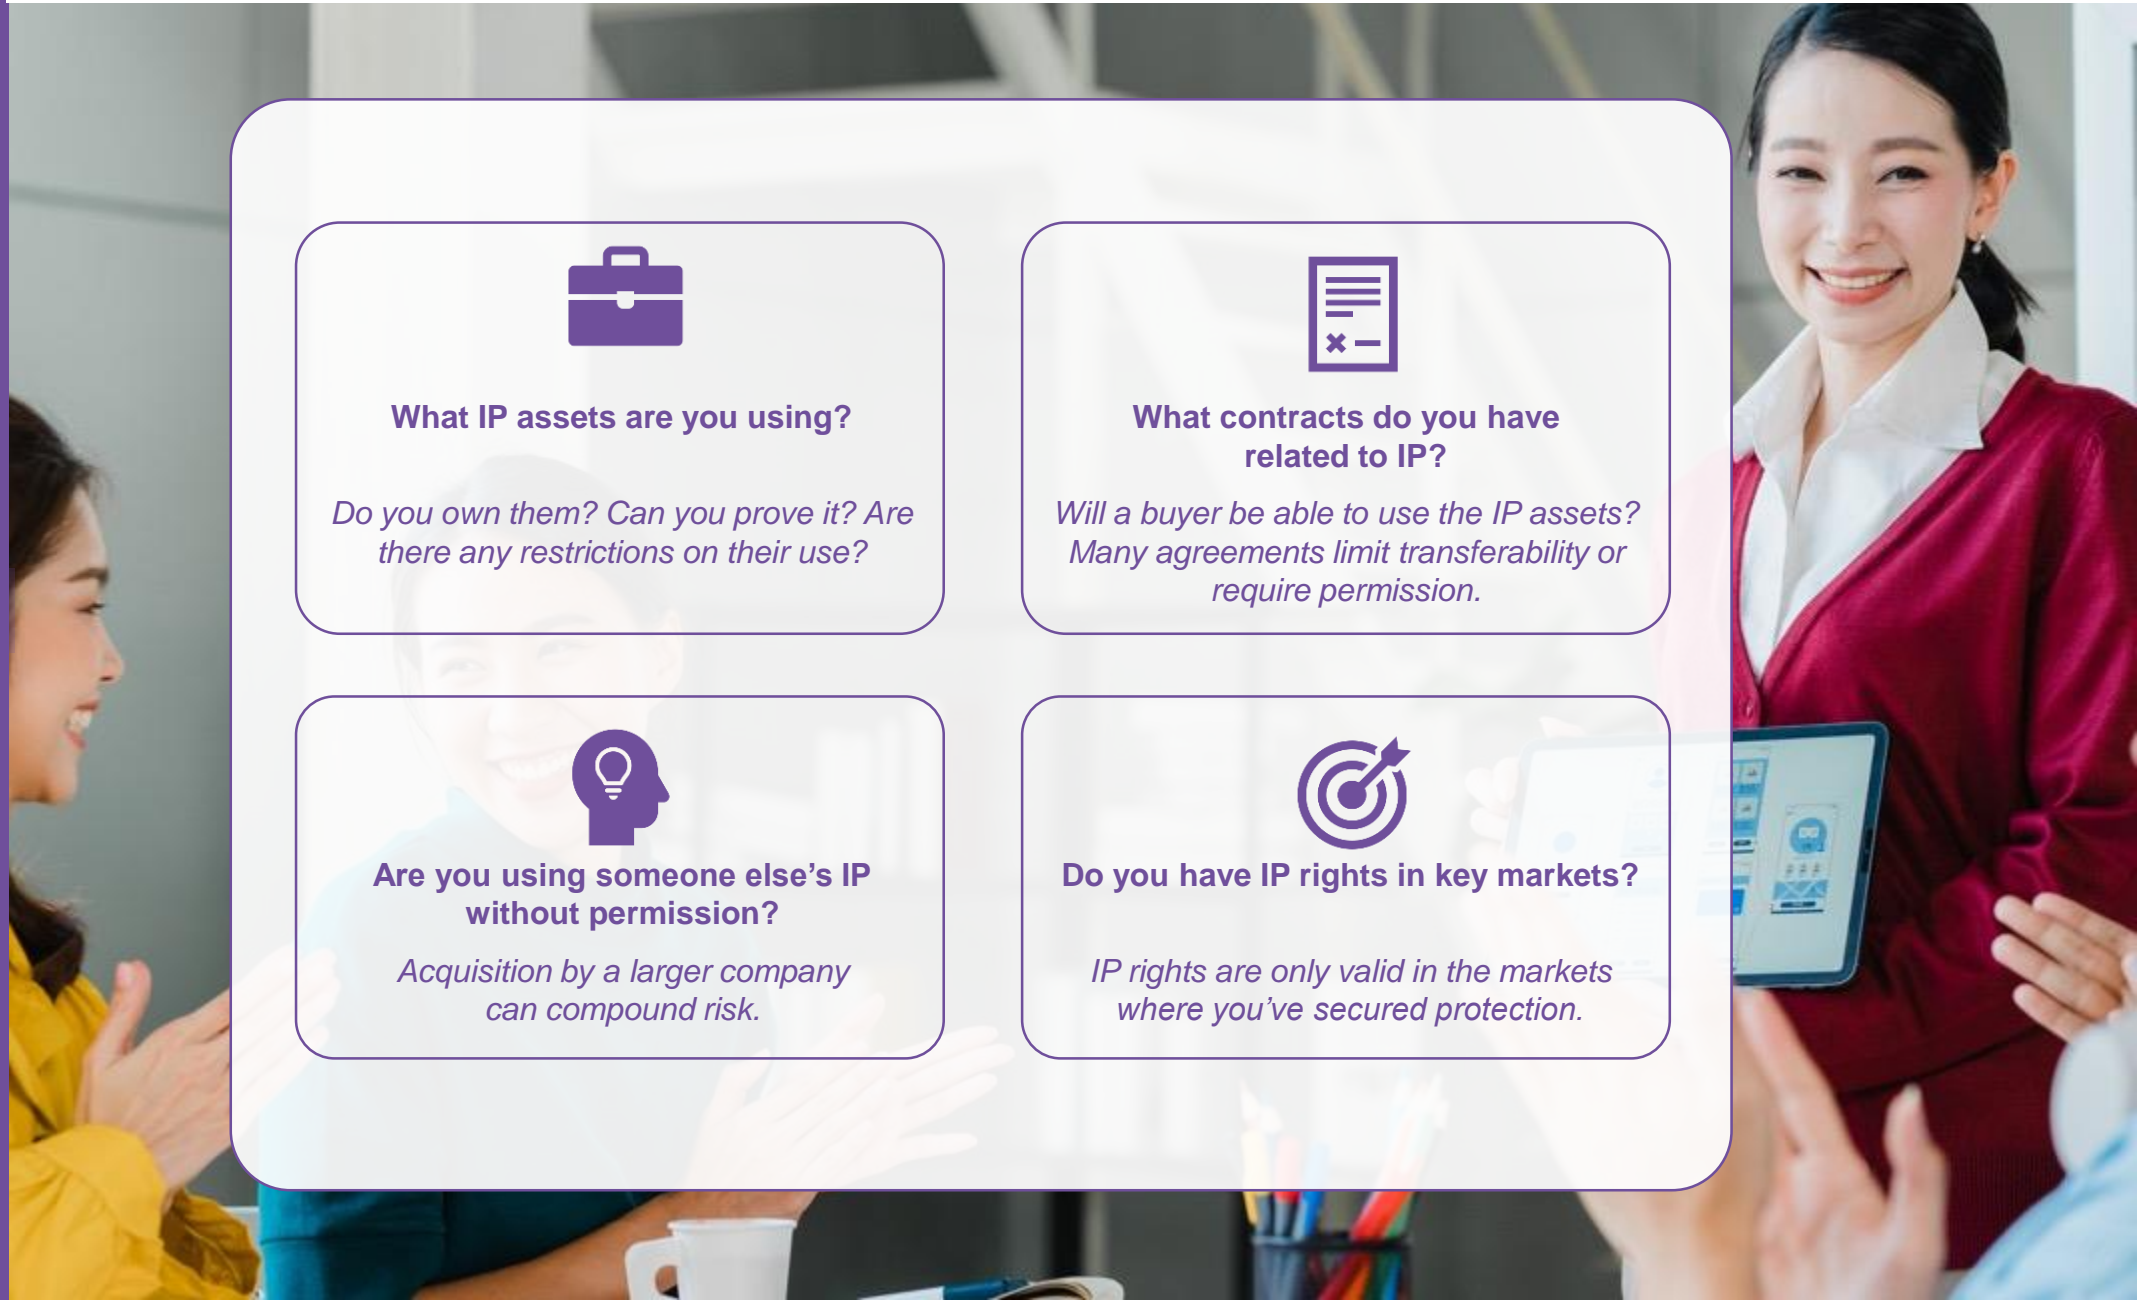 What IP assets are you using?
Do you own them? Can you prove it? Are
there any restrictions on their use?
What contracts do you have
related to IP?
Will a buyer be able to use the IP assets?
Many agreements limit transferability or
require permission.
Are you using someone else’s IP
without permission?
Acquisition by a larger company
can compound risk.
Do you have IP rights in key markets?
IP rights are only valid in the markets
where you’ve secured protection.